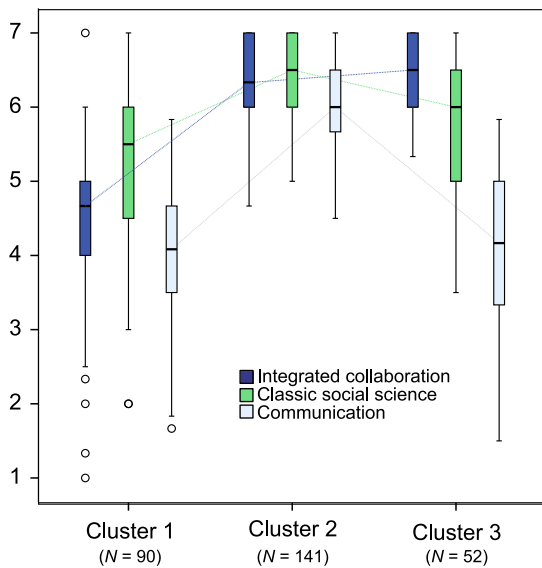 7
6
5
4
3
2
1
Integrated collaboration
Classic social science
Communication
Cluster 1 Cluster 2 Cluster 3
(N = 90) (N = 141) (N = 52)